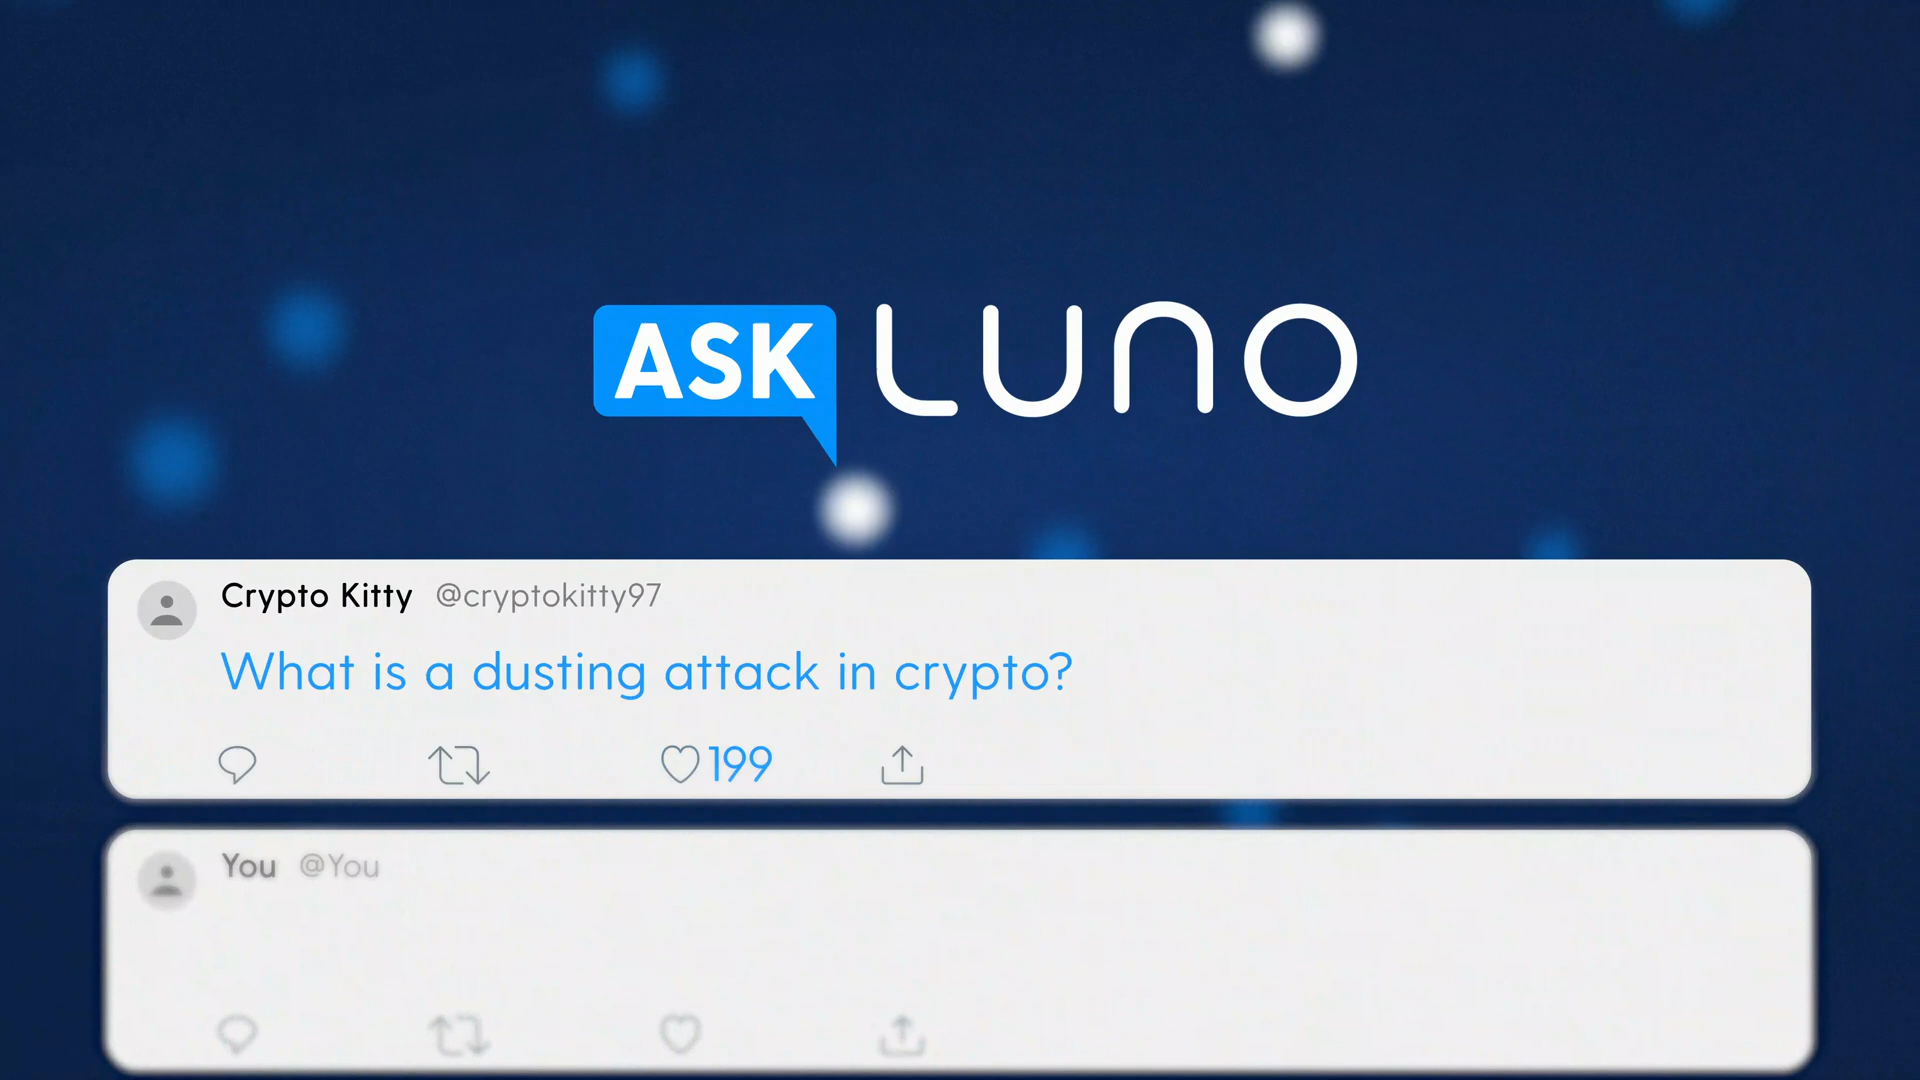 ASK LUNO
Crypto Kitty @cryptokitty97
What is a dusting attack in crypto?
199
You @You